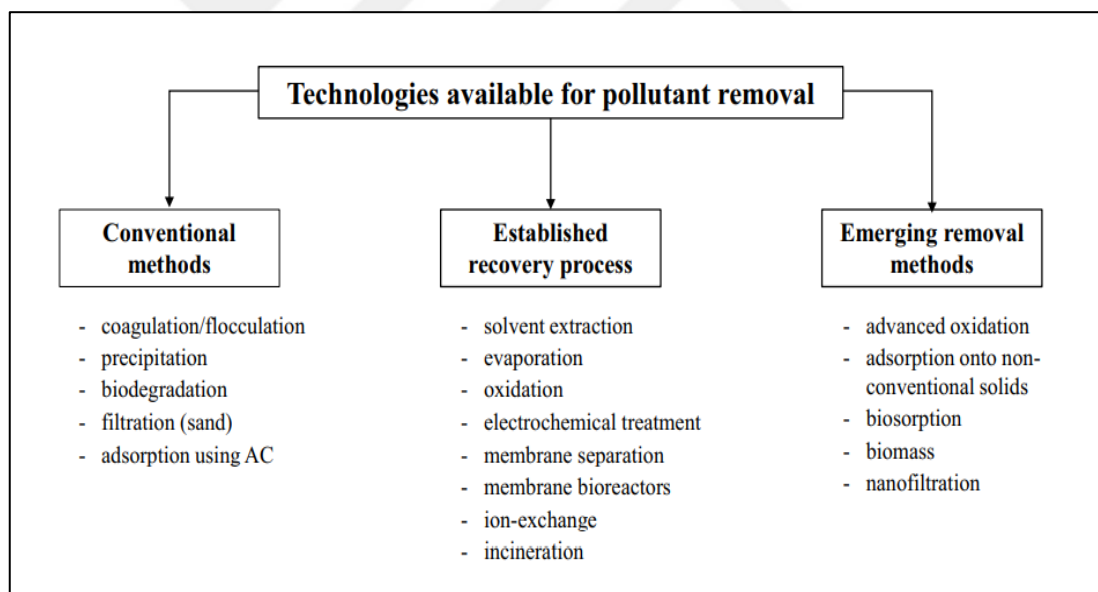 Technologies available for pollutant removal
Conventional
methods
- coagulation/flocculation
- precipitation
- biodegradation
- filtration (sand)
- adsorption using AC
Established
recovery process
- solvent extraction
- evaporation
- oxidation
- electrochemical treatment
- membrane separation
- membrane bioreactors
- ion-exchange
- incineration
Emerging removal
methods
- advanced oxidation
- adsorption onto non-
conventional solids
- biosorption
- biomass
- nanofiltration